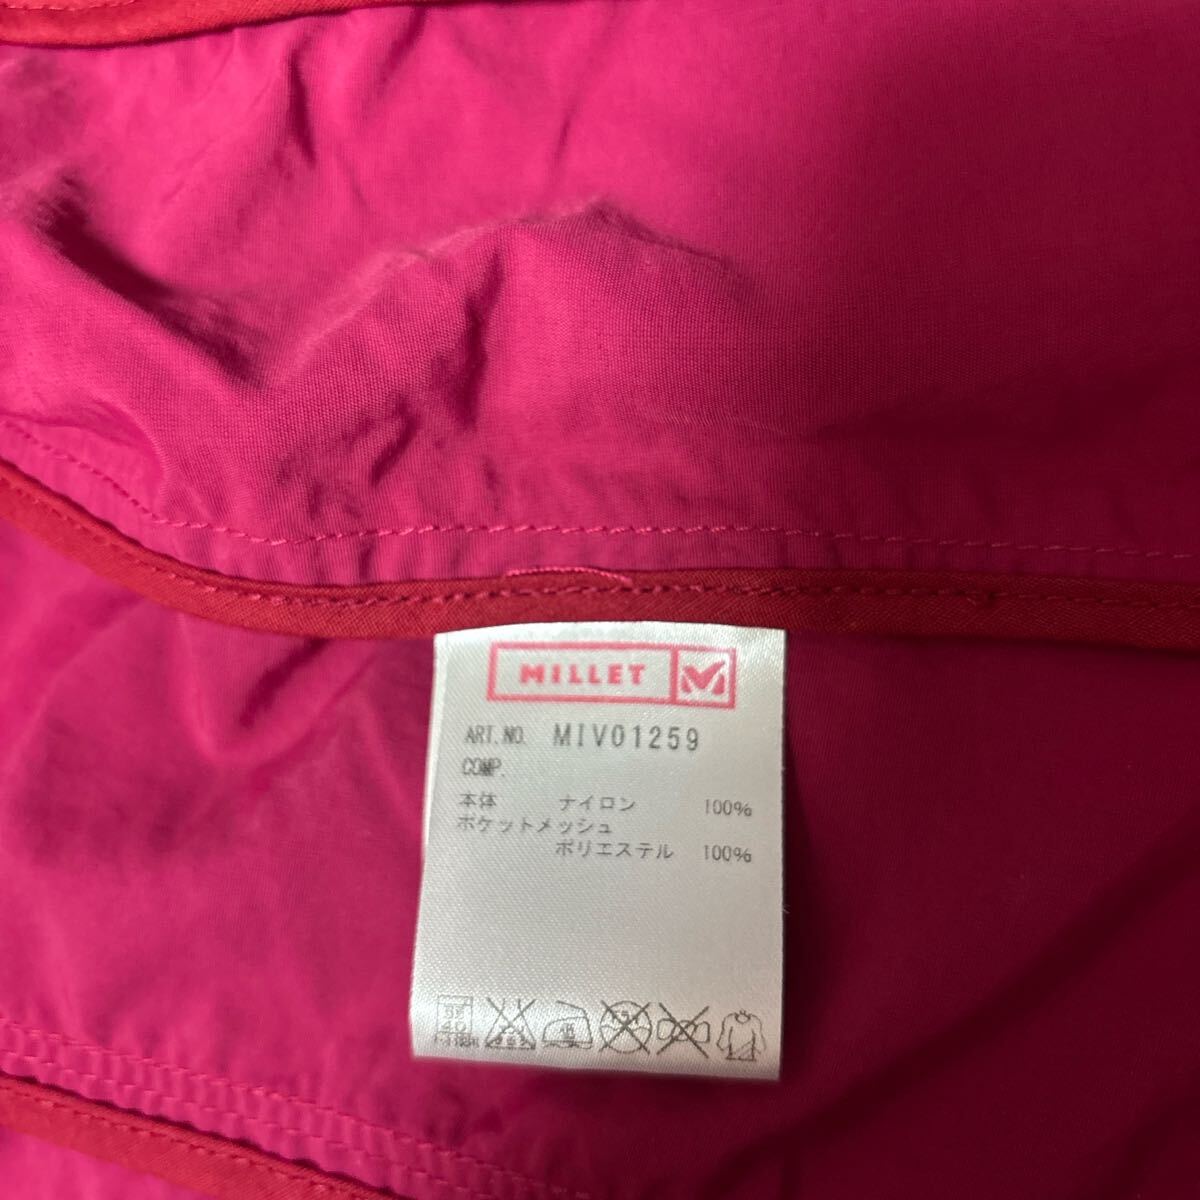 MILLET
ART.NO. MIV01259
COMP.
本体 ナイロン 100%
ポケットメッシュ
ポリエステル 100%
40